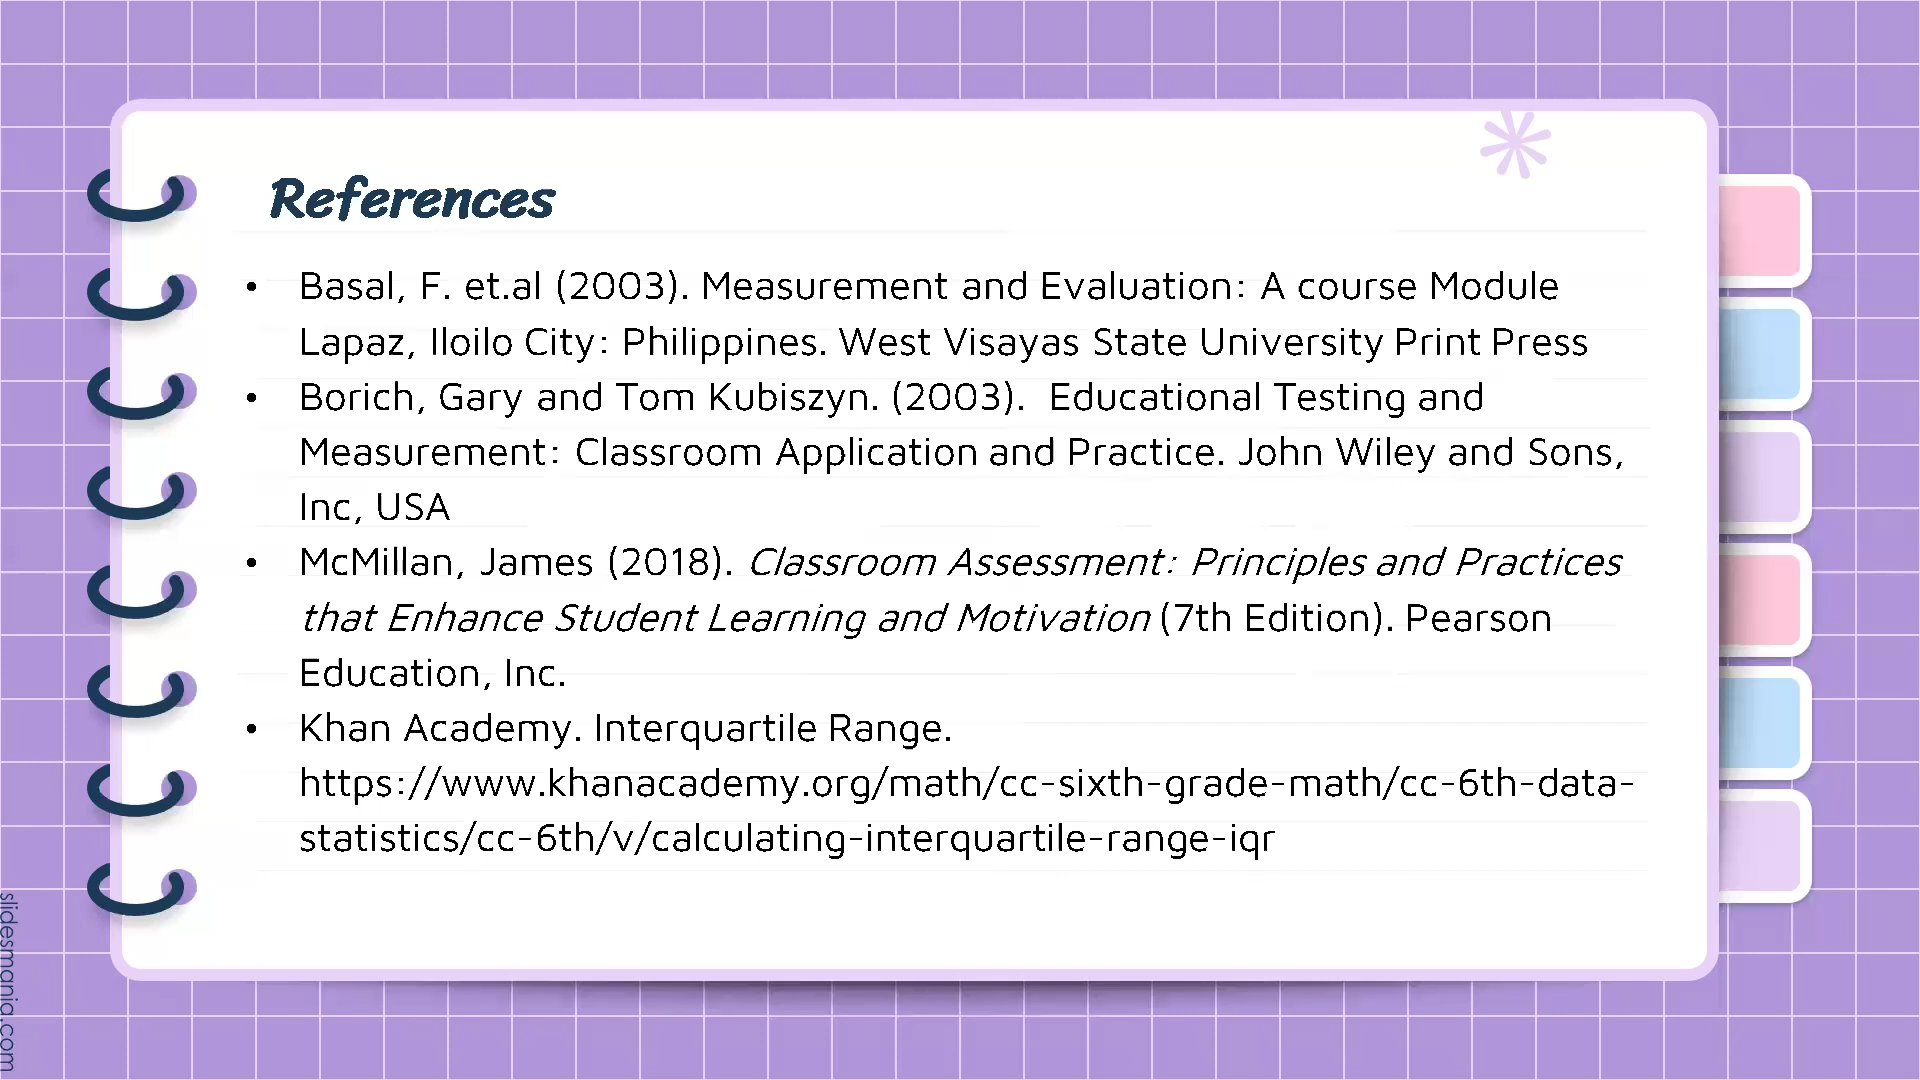 References
• Basal, F. et.al (2003). Measurement and Evaluation: A course Module
Lapaz, Iloilo City: Philippines. West Visayas State University Print Press
• Borich, Gary and Tom Kubiszyn. (2003).  Educational Testing and
Measurement: Classroom Application and Practice. John Wiley and Sons,
Inc, USA
• McMillan, James (2018). Classroom Assessment: Principles and Practices
that Enhance Student Learning and Motivation (7th Edition). Pearson
Education, Inc.
• Khan Academy. Interquartile Range.
https://www.khanacademy.org/math/cc-sixth-grade-math/cc-6th-data-
statistics/cc-6th/v/calculating-interquartile-range-iqr
slidesmania.com